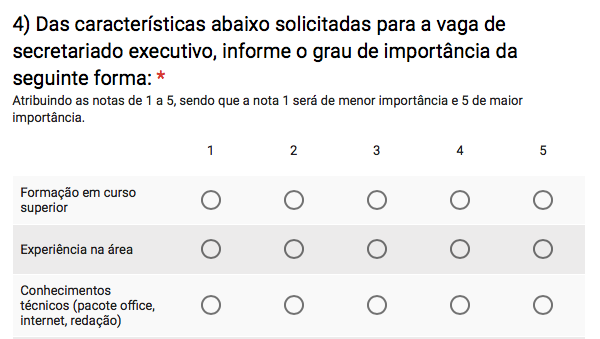 4) Das características abaixo solicitadas para a vaga de
secretariado executivo, informe o grau de importância da
seguinte forma: *
Atribuindo as notas de 1 a 5, sendo que a nota 1 será de menor importância e 5 de maior
importância.
1 2 3 4 5
Formação em curso
superior
Experiência na área
Conhecimentos
técnicos (pacote office,
internet, redação)